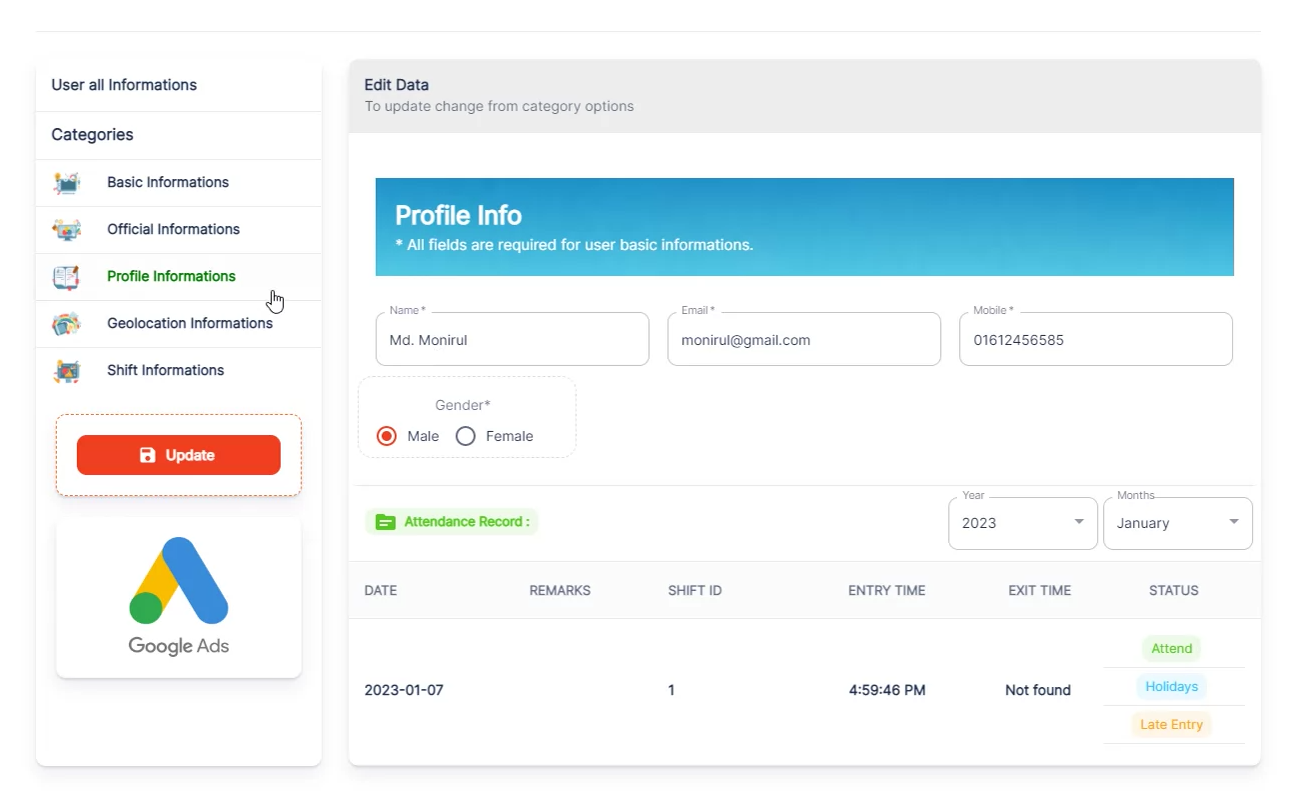 User all Informations
Categories
Basic Informations
Official Informations
Profile Informations
Geolocation Informations
Shift Informations
Update
Google Ads
Edit Data
To update change from category options
Profile Info
* All fields are required for user basic informations.
Name *
Md. Monirul
Email *
monirul@gmail.com
Mobile *
01612456585
Gender*
Male Female
Attendance Record :
Year
2023
Months
January
DATE REMARKS SHIFT ID ENTRY TIME EXIT TIME STATUS
2023-01-07 1 4:59:46 PM Not found
Attend
Holidays
Late Entry